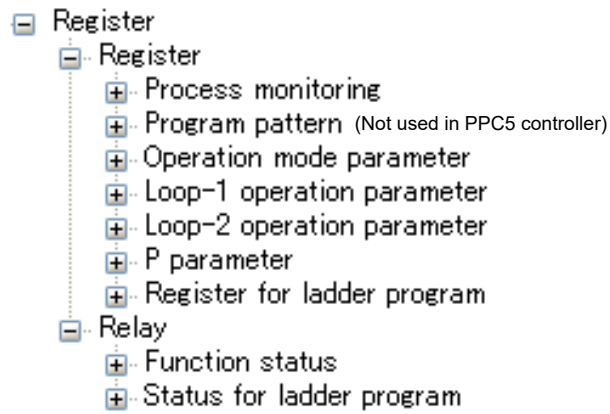 Register
Register
Process monitoring
Program pattern (Not used in PPC5 controller)
Operation mode parameter
Loop-1 operation parameter
Loop-2 operation parameter
P parameter
Register for ladder program
Relay
Function status
Status for ladder program